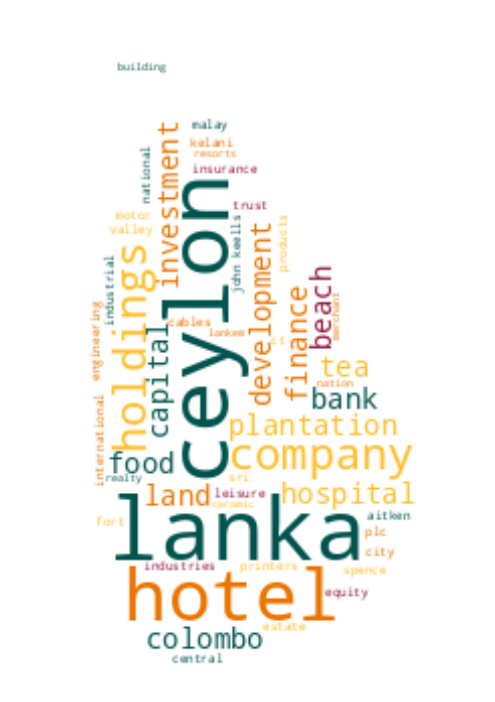 building
malay
kelani
resorts
national
investment
insurance
ceylon
trust
motor
valley
john keells
products
development
holdings
industrial
beach
merchant
finance
engineering
cables
lankem
capital
ct
tea
nation
bank
international
plantation
company
food
realty
sri
land
leisure
hospital
ceramic
lanka
aitken
fort
plc
city
industries
printers
spence
hotel
equity
estate
colombo
central